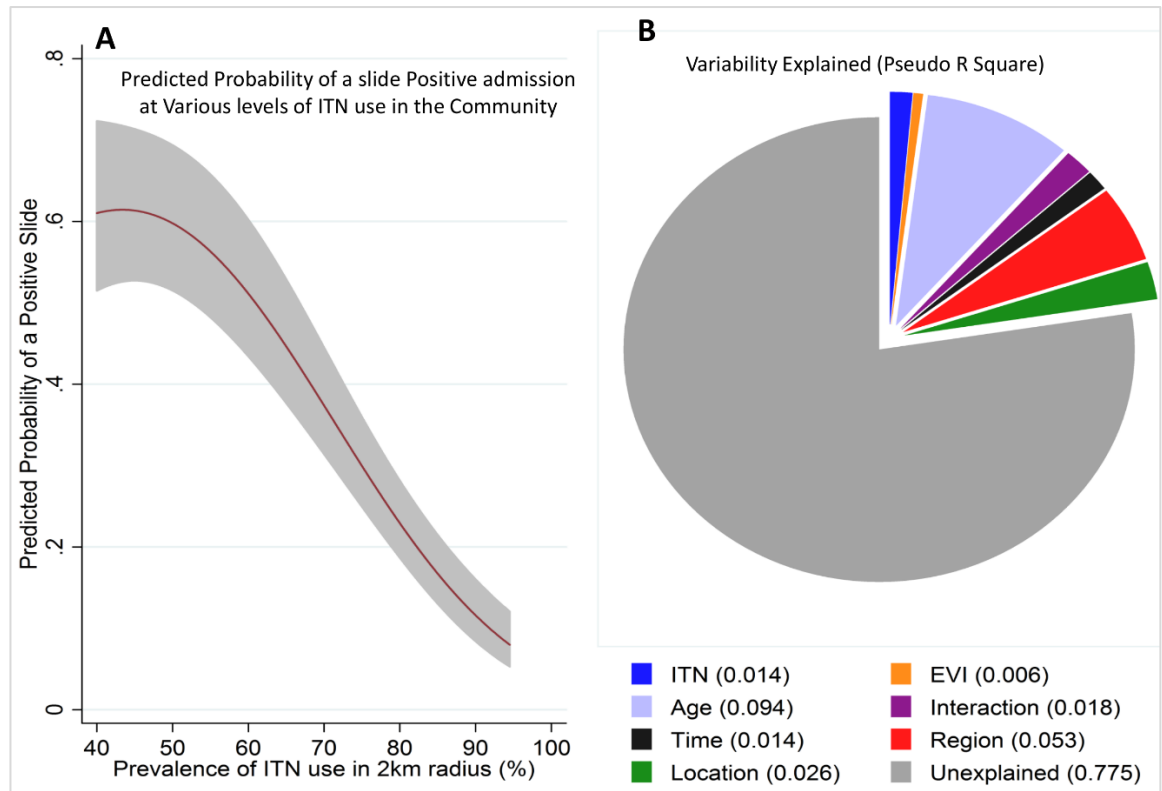 A
Predicted Probability of a slide Positive admission
at Various levels of ITN use in the Community
Predicted Probability of a Positive Slide
.8
.6
.4
.2
0
40 50 60 70 80 90 100
Prevalence of ITN use in 2km radius (%)
B
Variability Explained (Pseudo R Square)
ITN (0.014) EVI (0.006)
Age (0.094) Interaction (0.018)
Time (0.014) Region (0.053)
Location (0.026) Unexplained (0.775)